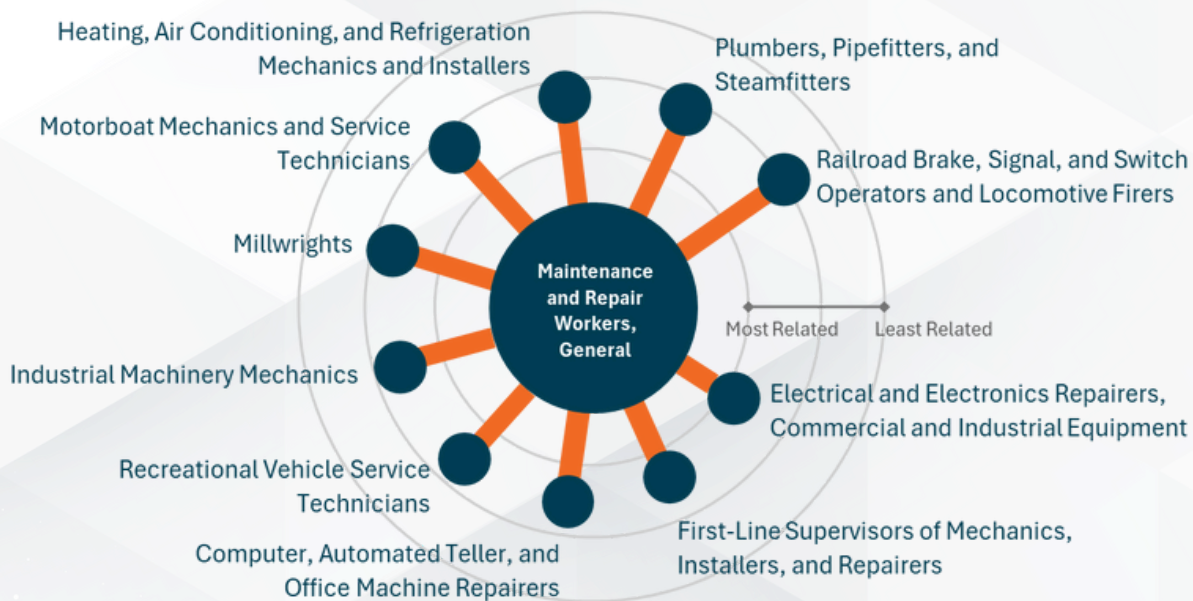 Heating, Air Conditioning, and Refrigeration
Mechanics and Installers
Plumbers, Pipefitters, and
Steamfitters
Motorboat Mechanics and Service
Technicians
Railroad Brake, Signal, and Switch
Operators and Locomotive Firers
Millwrights
Maintenance
and Repair
Workers,
General
Most Related
Least Related
Industrial Machinery Mechanics
Electrical and Electronics Repairers,
Commercial and Industrial Equipment
Recreational Vehicle Service
Technicians
First-Line Supervisors of Mechanics,
Installers, and Repairers
Computer, Automated Teller, and
Office Machine Repairers